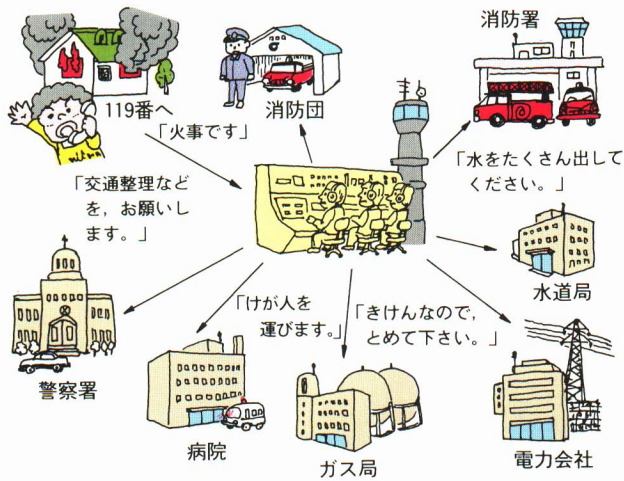 消防署
119番へ
消防団
「火事です」
「水をたくさん出して
ください。」
「交通整理など
を，お願いし
ます。」
水道局
「けが人を
運びます。」
「きけんなので，
とめて下さい。」
警察署
病院
ガス局
電力会社